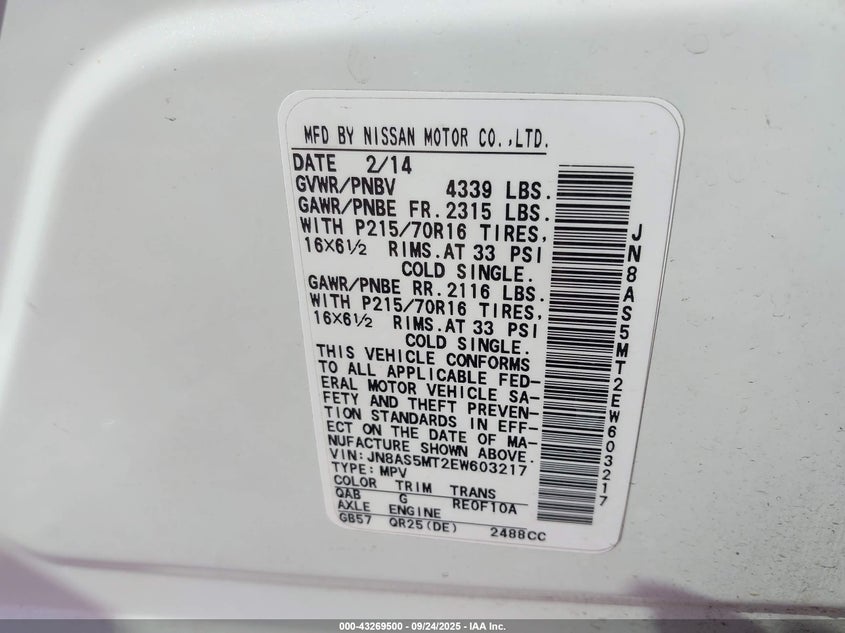 MFD BY NISSAN MOTOR CO.,LTD.
DATE 2/14
GVWR/PNBV 4339 LBS.
GAWR/PNBE FR. 2315 LBS.
WITH P215/70R16 TIRES,
16×6½ RIMS. AT 33 PSI
COLD SINGLE.
GAWR/PNBE RR. 2116 LBS.
WITH P215/70R16 TIRES,
16×6½ RIMS. AT 33 PSI
COLD SINGLE.
THIS VEHICLE CONFORMS
TO ALL APPLICABLE FED-
ERAL MOTOR VEHICLE SA-
FETY AND THEFT PREVEN-
TION STANDARDS IN EFF-
ECT ON THE DATE OF MA-
NUFACTURE SHOWN ABOVE.
VIN: JN8AS5MT2EW603217
TYPE: MPV
COLOR TRIM TRANS
QAB G RE0F10A
AXLE ENGINE
GB57 QR25(DE) 2488CC
JN8AS5MT2EW603217
000-43269500 - 09/24/2025 - IAA Inc.